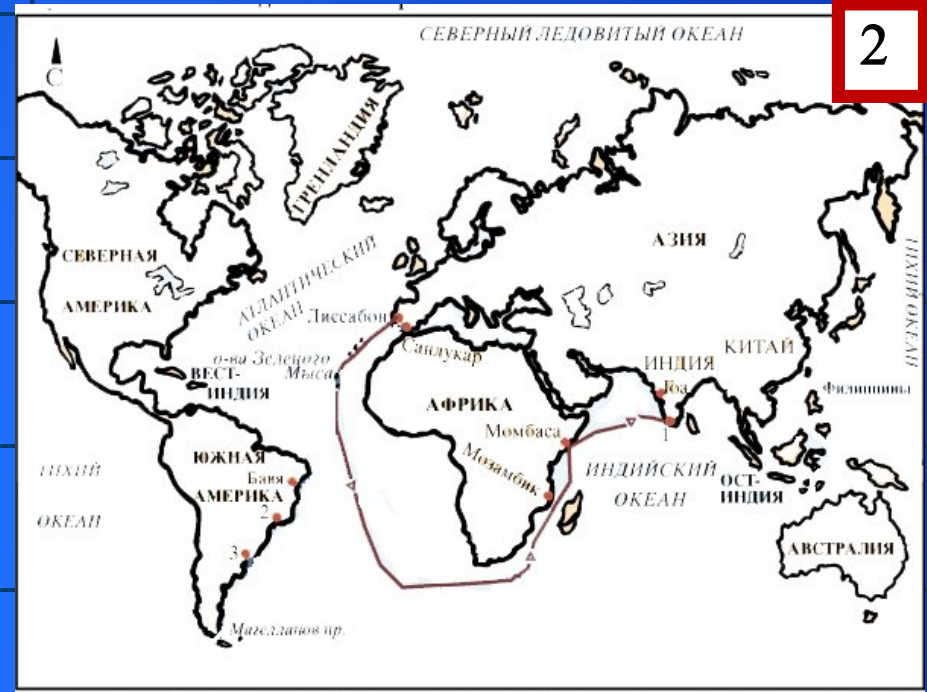 СЕВЕРНЫЙ ЛЕДОВИТЫЙ ОКЕАН
2
С
ГРЕНЛАНДИЯ
АЗИЯ
СЕВЕРНАЯ
АМЕРИКА
АТЛАНТИЧЕСКИЙ
ОКЕАН
ТИХИЙ ОКЕАН
Лиссабон
Санлукар
о-ва Зеленого
Мыса
ВЕСТ-
ИНДИЯ
ИНДИЯ
КИТАЙ
Гоа
Филиппины
АФРИКА
1
Момбаса
Мозамбик
ЮЖНАЯ
АМЕРИКА
Баия
2
3
ТИХИЙ
ОКЕАН
ИНДИЙСКИЙ
ОКЕАН
ОСТ-
ИНДИЯ
АВСТРАЛИЯ
Магелланов пр.